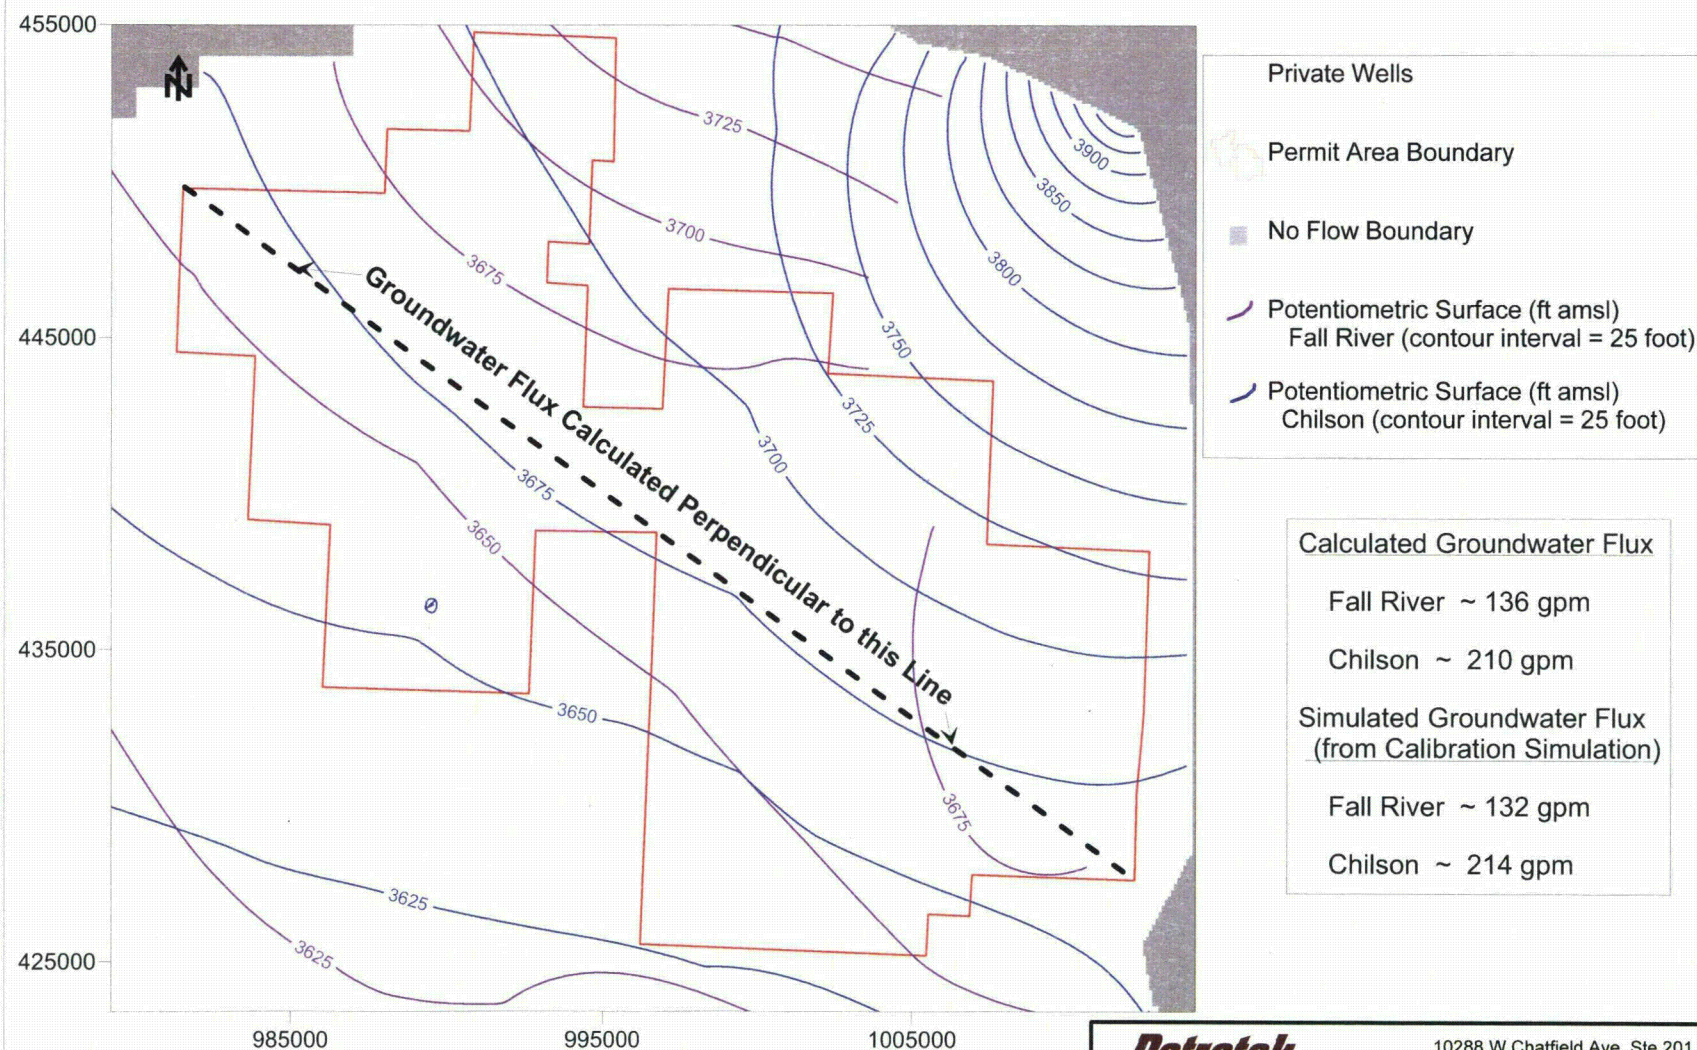 455000
445000
435000
425000
985000
995000
1005000
N
3725
3700
3675
3900
3850
3800
3750
3725
3700
3675
3650
3650
3675
3625
3625
Groundwater Flux Calculated Perpendicular to this Line
Private Wells
Permit Area Boundary
No Flow Boundary
Potentiometric Surface (ft amsl)
Fall River (contour interval = 25 foot)
Potentiometric Surface (ft amsl)
Chilson (contour interval = 25 foot)
Calculated Groundwater Flux
Fall River ~ 136 gpm
Chilson ~ 210 gpm
Simulated Groundwater Flux
(from Calibration Simulation)
Fall River ~ 132 gpm
Chilson ~ 214 gpm
10288 W Chatfield Ave, Ste 201